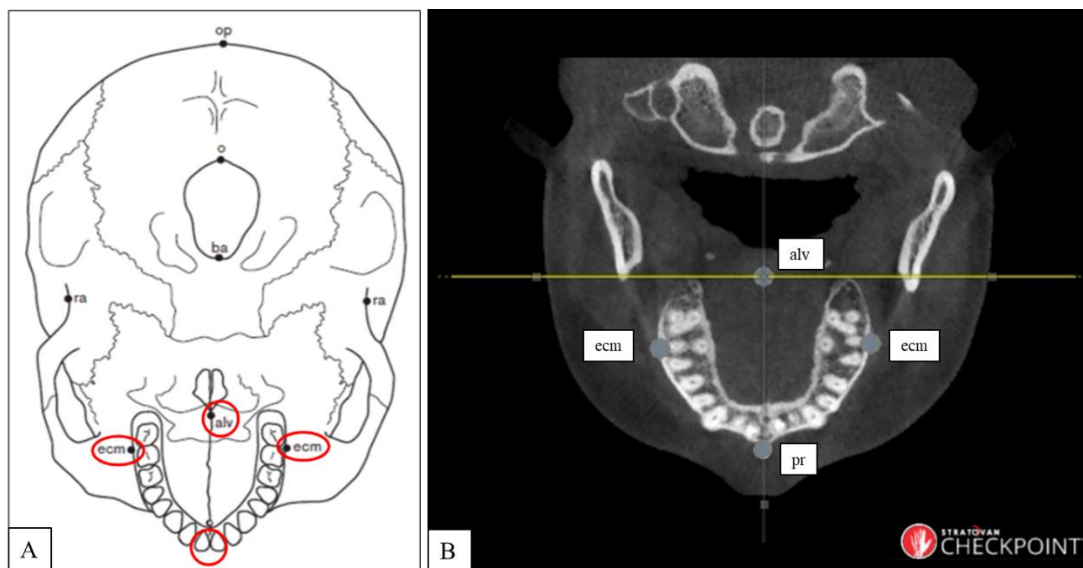 op
o
ba
ra
ra
alv
ecm
ecm
A
alv
ecm
ecm
pr
B
STRATOVAN
CHECKPOINT